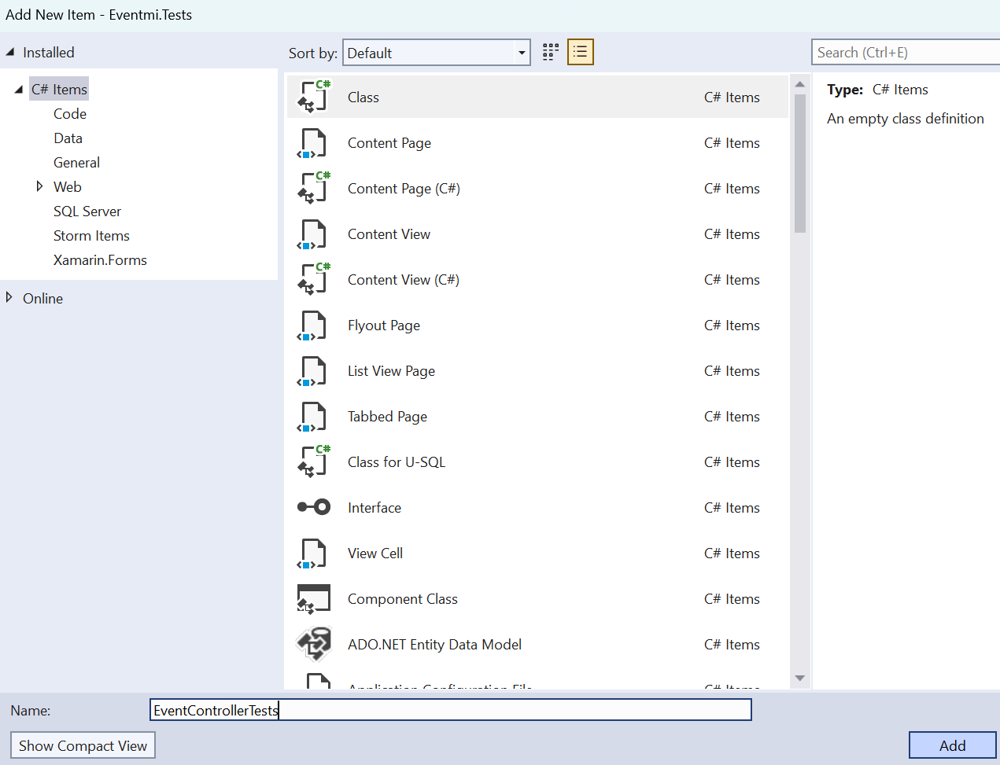 Add New Item - Eventmi.Tests
Installed
Sort by:
Default
Search (Ctrl+E)
C# Items
Code
Data
General
Web
SQL Server
Storm Items
Xamarin.Forms
Online
C# Class C# Items
Content Page C# Items
C# Content Page (C#) C# Items
Content View C# Items
C# Content View (C#) C# Items
Flyout Page C# Items
List View Page C# Items
Tabbed Page C# Items
C# Class for U-SQL C# Items
Interface C# Items
View Cell C# Items
Component Class C# Items
ADO.NET Entity Data Model C# Items
Application Configuration File C# Items
Type: C# Items
An empty class definition
Name:
EventControllerTests
Show Compact View
Add